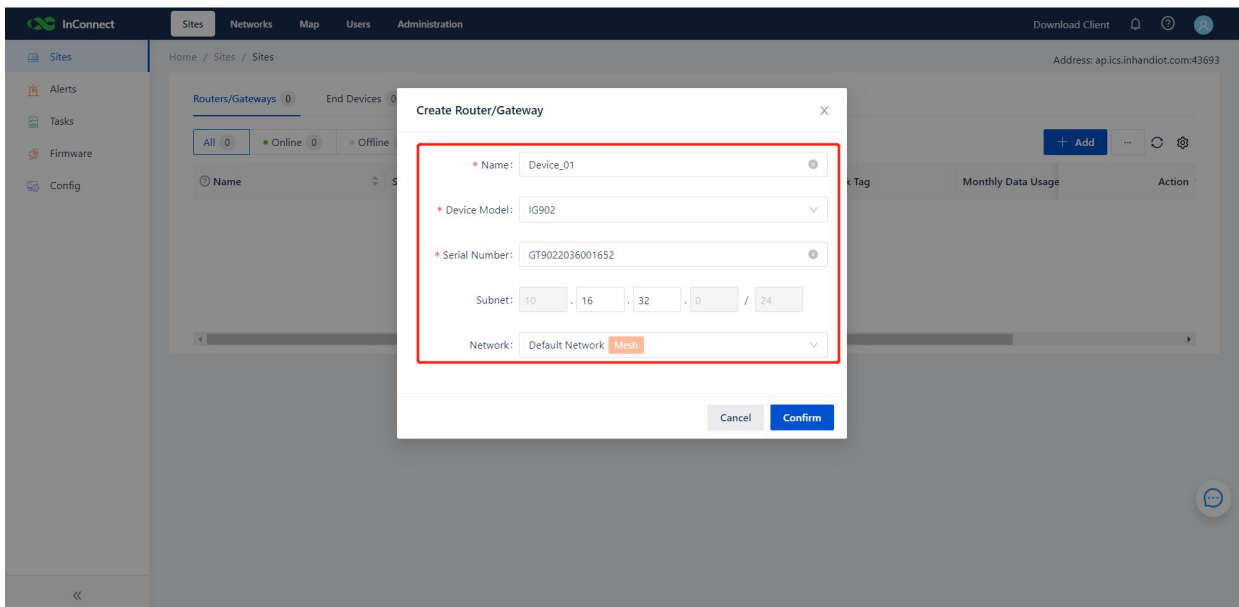 InConnect
Sites Networks Map Users Administration
Download Client
Sites
Alerts
Tasks
Firmware
Config
Home / Sites / Sites
Address: ap.ics.inhandiot.com:43693
Routers/Gateways 0 End Devices 0
All 0 Online 0 Offline
+ Add ...
Name S k Tag Monthly Data Usage Action
Create Router/Gateway
* Name: Device_01
* Device Model: IG902
* Serial Number: GT9022036001652
Subnet: 10 . 16 . 32 . 0 / 24
Network: Default Network Mesh
Cancel Confirm